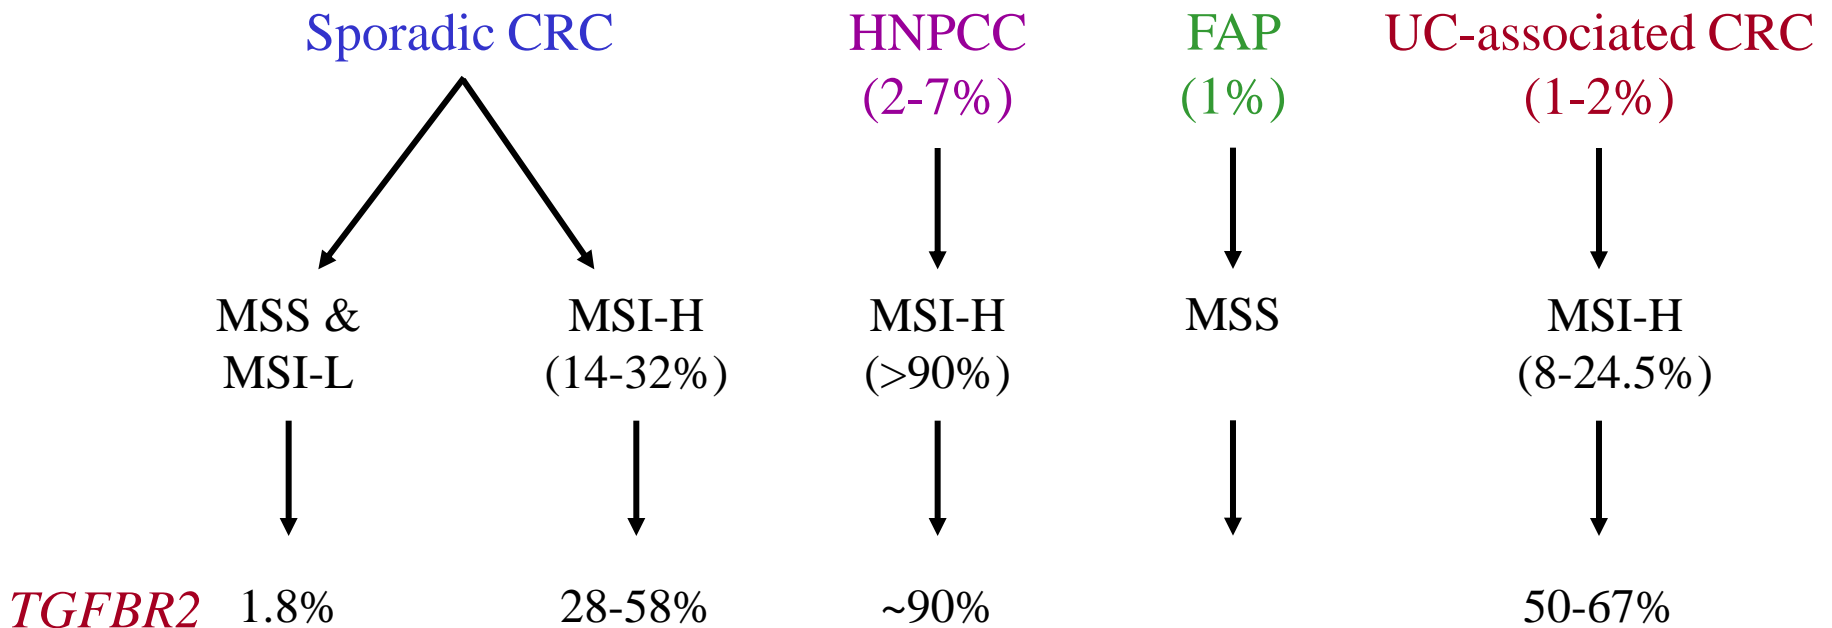 Sporadic CRC HNPCC FAP UC-associated CRC
(2-7%) (1%) (1-2%)
MSS & MSI-H MSI-H MSS MSI-H
MSI-L (14-32%) (>90%) (8-24.5%)
TGFBR2 1.8% 28-58% ~90% 50-67%